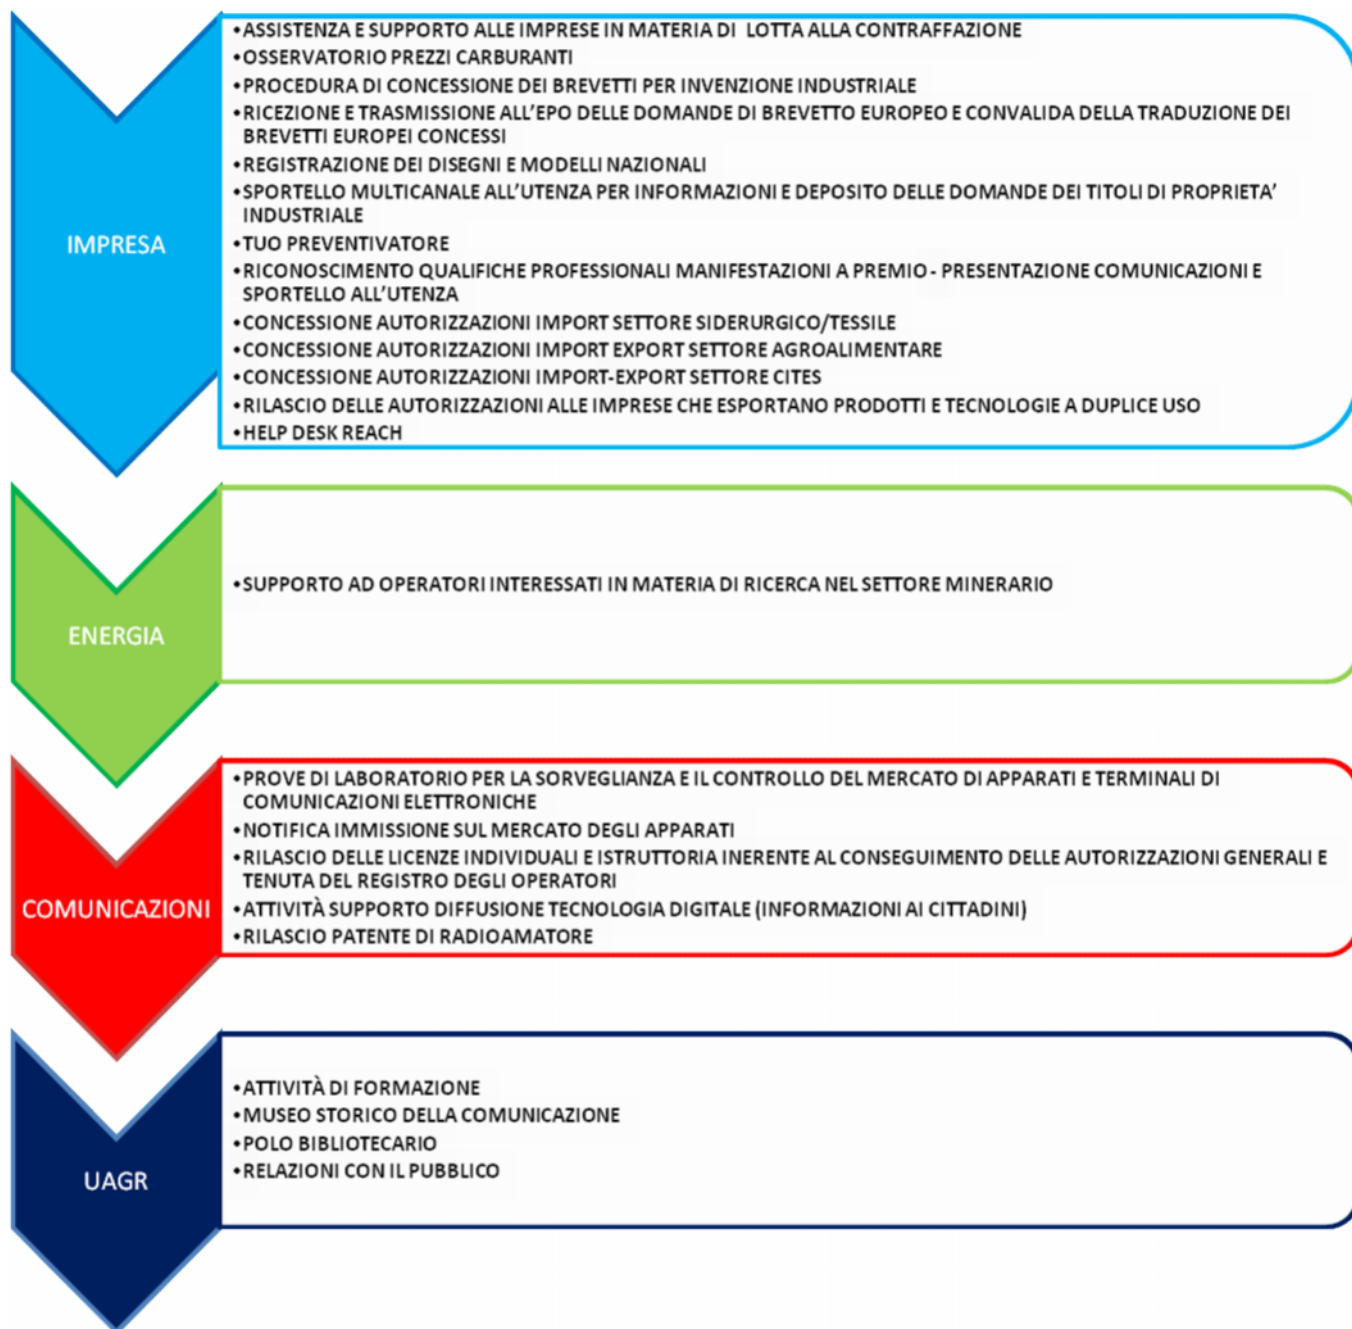 IMPRESA
•ASSISTENZA E SUPPORTO ALLE IMPRESE IN MATERIA DI LOTTA ALLA CONTRAFFAZIONE
•OSSERVATORIO PREZZI CARBURANTI
•PROCEDURA DI CONCESSIONE DEI BREVETTI PER INVENZIONE INDUSTRIALE
•RICEZIONE E TRASMISSIONE ALL'EPO DELLE DOMANDE DI BREVETTO EUROPEO E CONVALIDA DELLA TRADUZIONE DEI
BREVETTI EUROPEI CONCESSI
•REGISTRAZIONE DEI DISEGNI E MODELLI NAZIONALI
•SPORTELLO MULTICANALE ALL'UTENZA PER INFORMAZIONI E DEPOSITO DELLE DOMANDE DEI TITOLI DI PROPRIETA'
INDUSTRIALE
•TUO PREVENTIVATORE
•RICONOSCIMENTO QUALIFICHE PROFESSIONALI MANIFESTAZIONI A PREMIO - PRESENTAZIONE COMUNICAZIONI E
SPORTELLO ALL'UTENZA
•CONCESSIONE AUTORIZZAZIONI IMPORT SETTORE SIDERURGICO/TESSILE
•CONCESSIONE AUTORIZZAZIONI IMPORT EXPORT SETTORE AGROALIMENTARE
•CONCESSIONE AUTORIZZAZIONI IMPORT-EXPORT SETTORE CITES
•RILASCIO DELLE AUTORIZZAZIONI ALLE IMPRESE CHE ESPORTANO PRODOTTI E TECNOLOGIE A DUPLICE USO
•HELP DESK REACH
ENERGIA
•SUPPORTO AD OPERATORI INTERESSATI IN MATERIA DI RICERCA NEL SETTORE MINERARIO
COMUNICAZIONI
•PROVE DI LABORATORIO PER LA SORVEGLIANZA E IL CONTROLLO DEL MERCATO DI APPARATI E TERMINALI DI
COMUNICAZIONI ELETTRONICHE
•NOTIFICA IMMISSIONE SUL MERCATO DEGLI APPARATI
•RILASCIO DELLE LICENZE INDIVIDUALI E ISTRUTTORIA INERENTE AL CONSEGUIMENTO DELLE AUTORIZZAZIONI GENERALI E
TENUTA DEL REGISTRO DEGLI OPERATORI
•ATTIVITÀ SUPPORTO DIFFUSIONE TECNOLOGIA DIGITALE (INFORMAZIONI AI CITTADINI)
•RILASCIO PATENTE DI RADIOAMATORE
UAGR
•ATTIVITÀ DI FORMAZIONE
•MUSEO STORICO DELLA COMUNICAZIONE
•POLO BIBLIOTECARIO
•RELAZIONI CON IL PUBBLICO